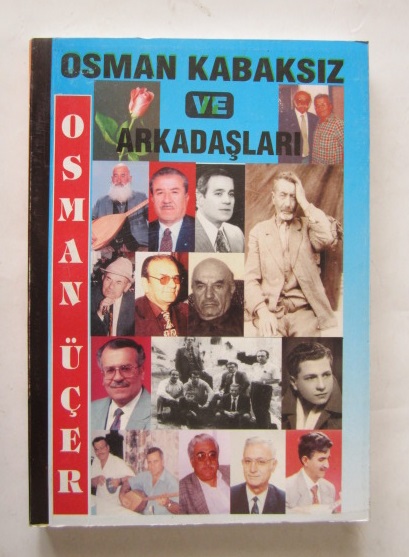 OSMAN KABAKSIZ
VE
ARKADAŞLARI
OSMAN ÜÇER